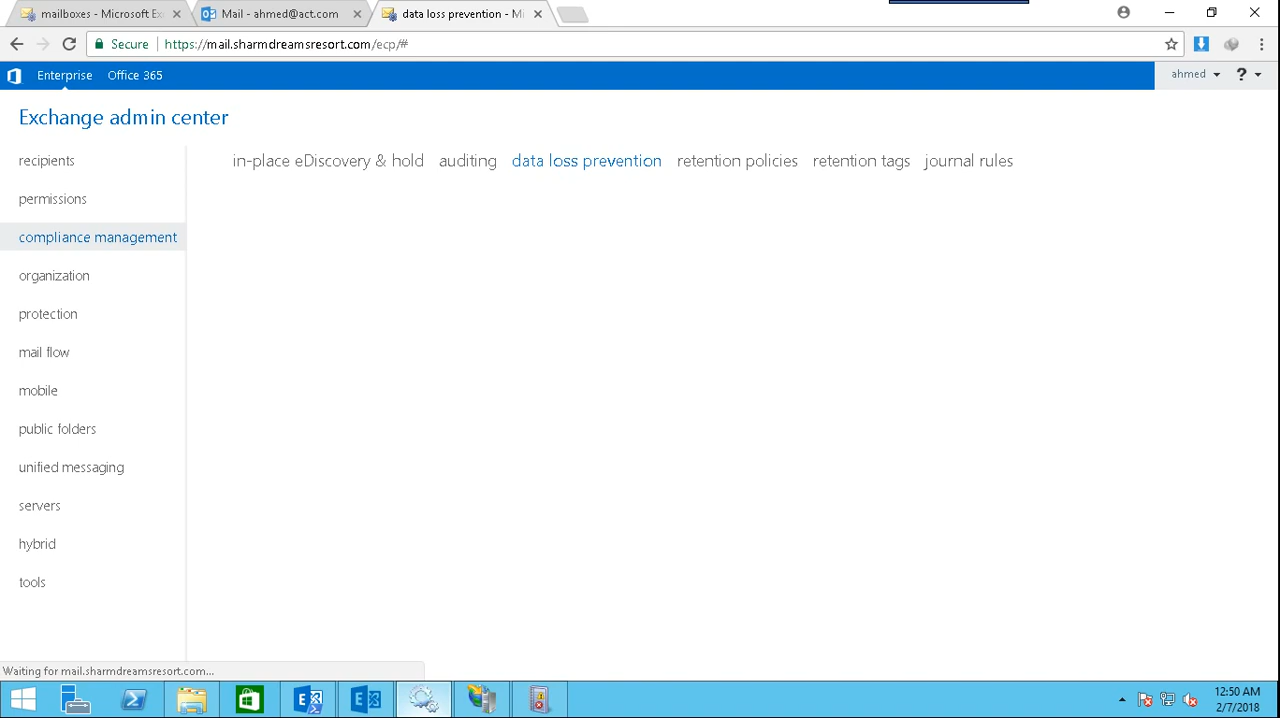 mailboxes - Microsoft Ex
Mail - ahmed@act.com
data loss prevention - Mi
Secure
https://mail.sharmdreamsresort.com/ecp/#
Enterprise
Office 365
ahmed
?
Exchange admin center
recipients
permissions
compliance management
organization
protection
mail flow
mobile
public folders
unified messaging
servers
hybrid
tools
in-place eDiscovery & hold
auditing
data loss prevention
retention policies
retention tags
journal rules
Waiting for mail.sharmdreamsresort.com...
12:50 AM
2/7/2018